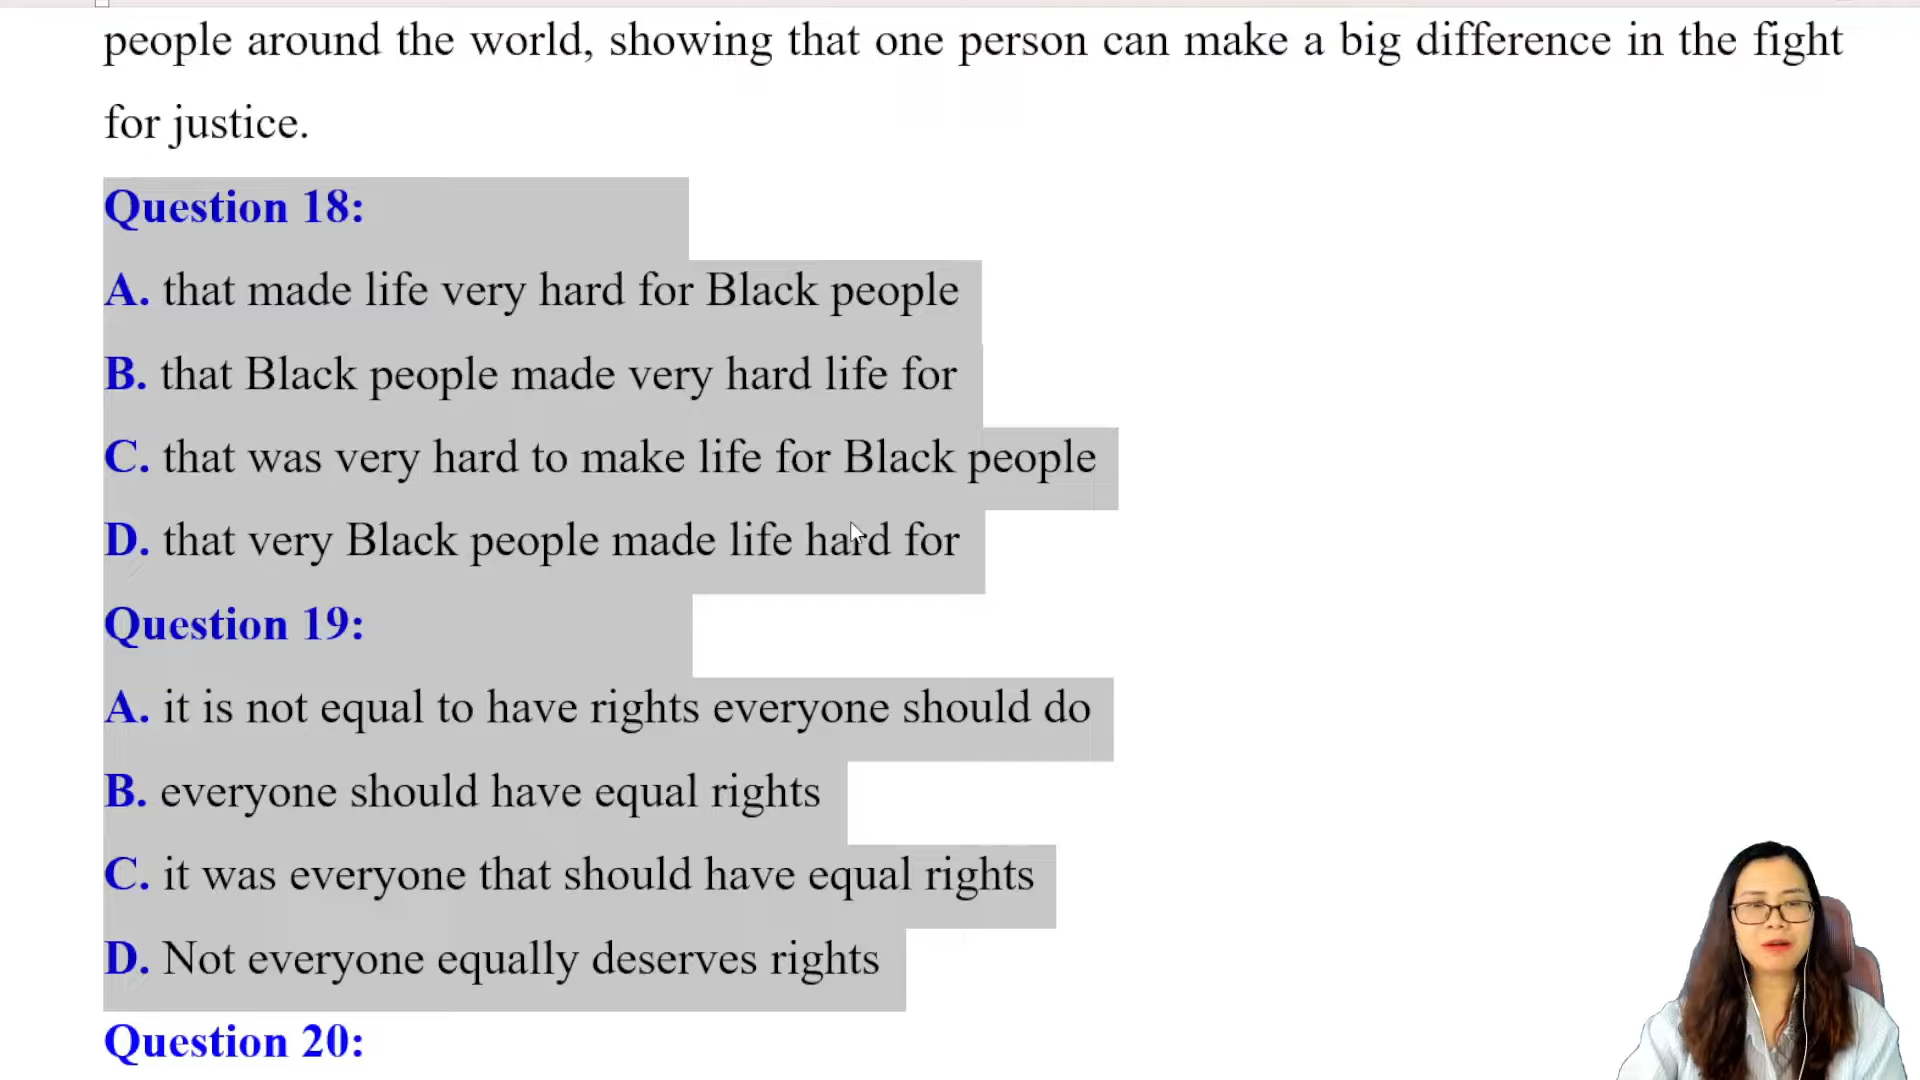 people around the world, showing that one person can make a big difference in the fight
for justice.
Question 18:
A. that made life very hard for Black people
B. that Black people made very hard life for
C. that was very hard to make life for Black people
D. that very Black people made life hard for
Question 19:
A. it is not equal to have rights everyone should do
B. everyone should have equal rights
C. it was everyone that should have equal rights
D. Not everyone equally deserves rights
Question 20: